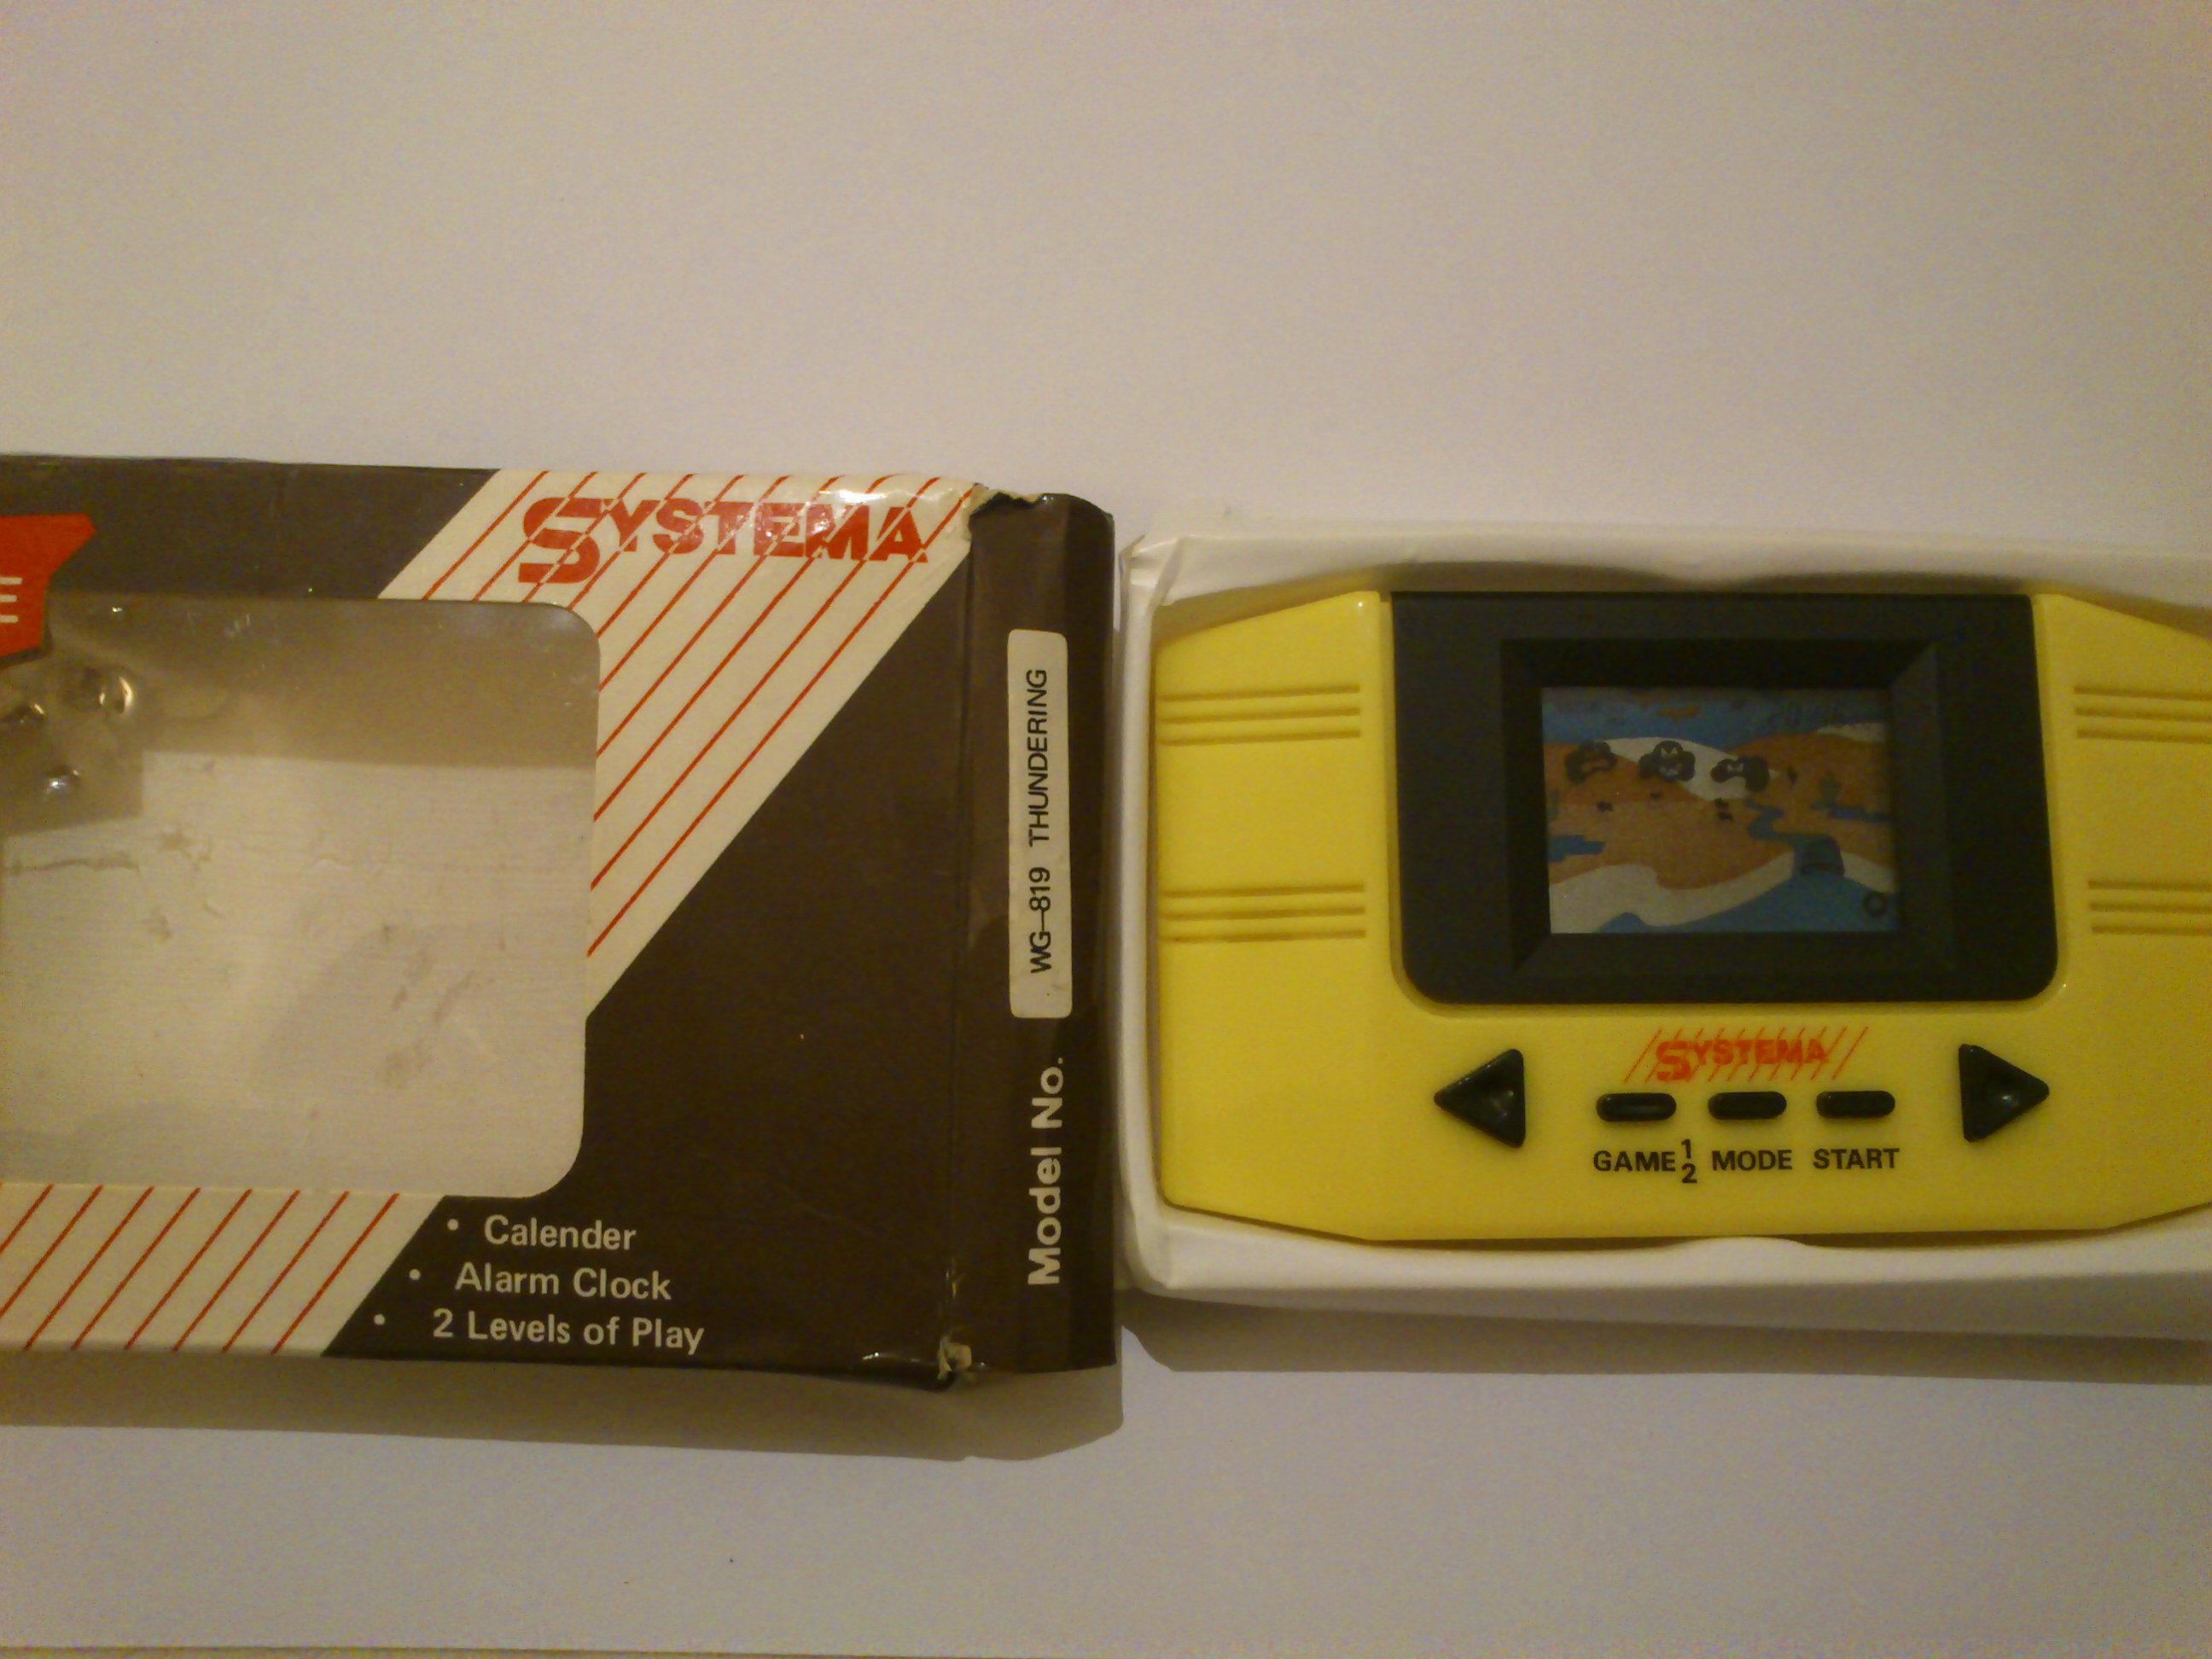 SYSTEMA
E
• Calender
• Alarm Clock
• 2 Levels of Play
Model No.
WG-819 THUNDERING
SYSTEMA
GAME 1/2 MODE START